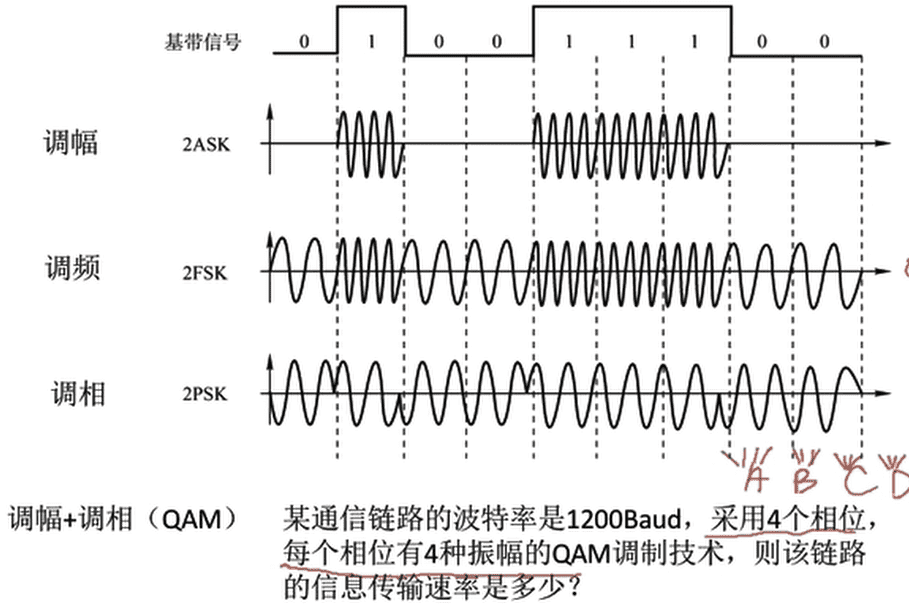 基带信号 0 1 0 0 1 1 1 0 0
调幅 2ASK
调频 2FSK
调相 2PSK
A B C D
调幅+调相（QAM） 某通信链路的波特率是1200Baud，采用4个相位，
每个相位有4种振幅的QAM调制技术，则该链路
的信息传输速率是多少？